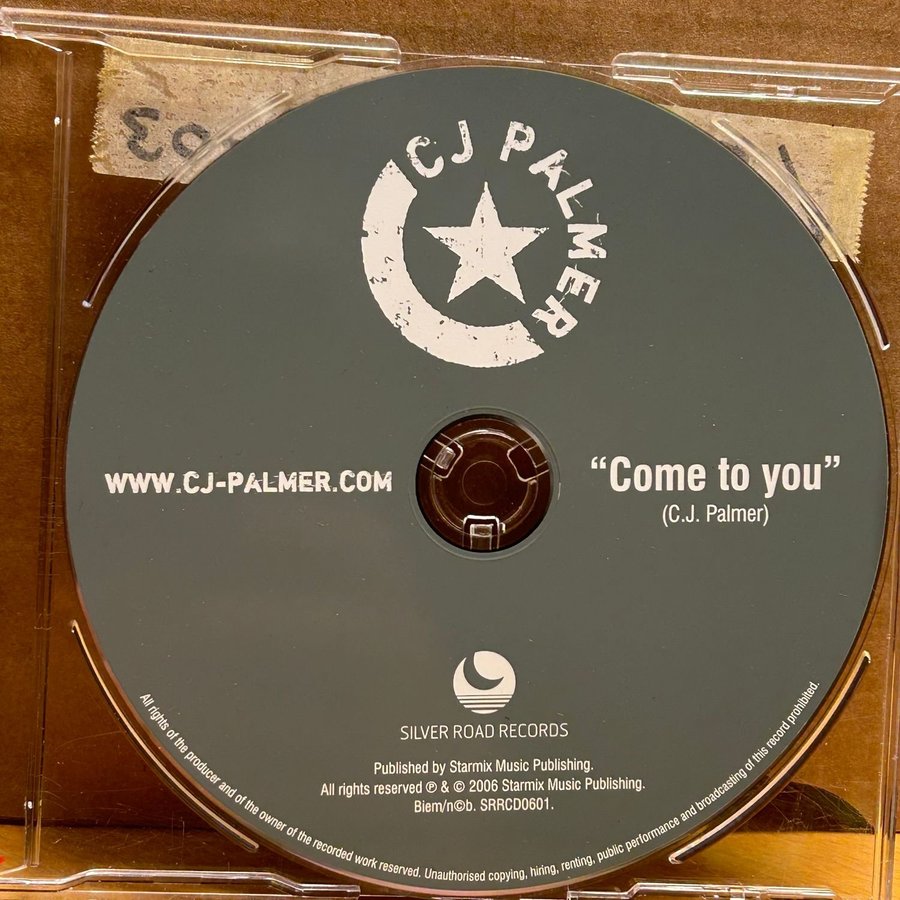 03
CJ PALMER
WWW.CJ-PALMER.COM
“Come to you”
(C.J. Palmer)
SILVER ROAD RECORDS
Published by Starmix Music Publishing.
All rights reserved ℗ & © 2006 Starmix Music Publishing.
Biem/n©b. SRRCD0601.
All rights of the producer and of the owner of the recorded work reserved. Unauthorised copying, hiring, renting, public performance and broadcasting of this record prohibited.